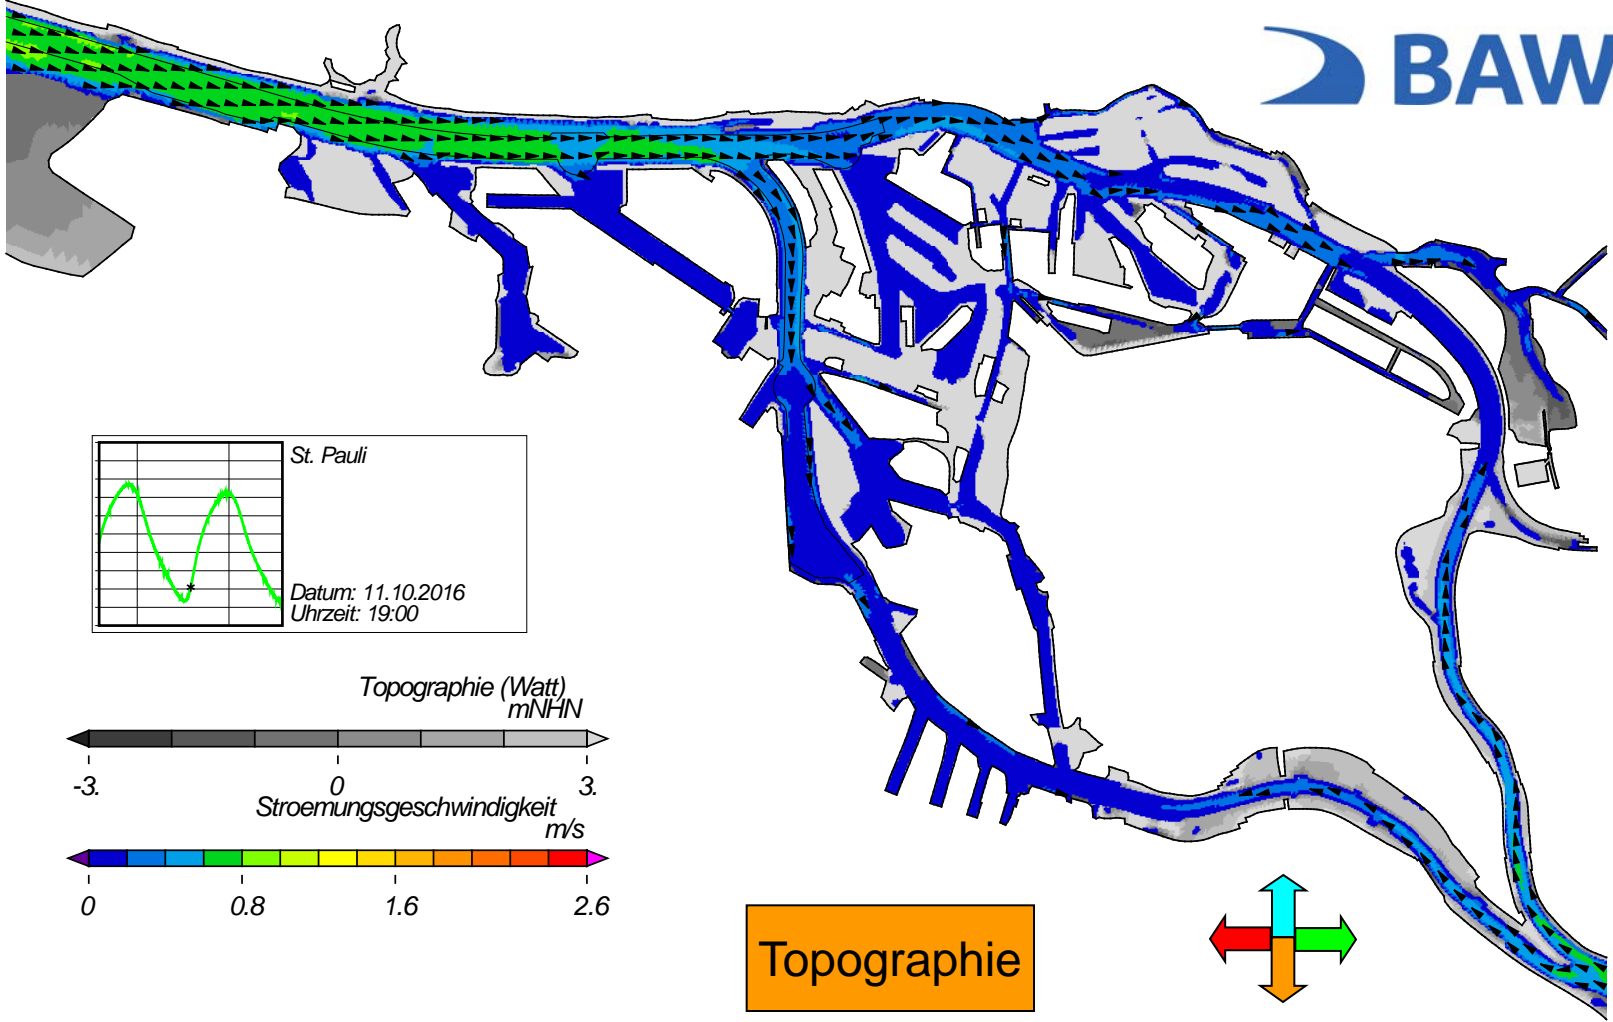 BAW
St. Pauli
Datum: 11.10.2016
Uhrzeit: 19:00
Topographie (Watt)
mNHN
-3. 0 3.
Stroemungsgeschwindigkeit
m/s
0 0.8 1.6 2.6
Topographie